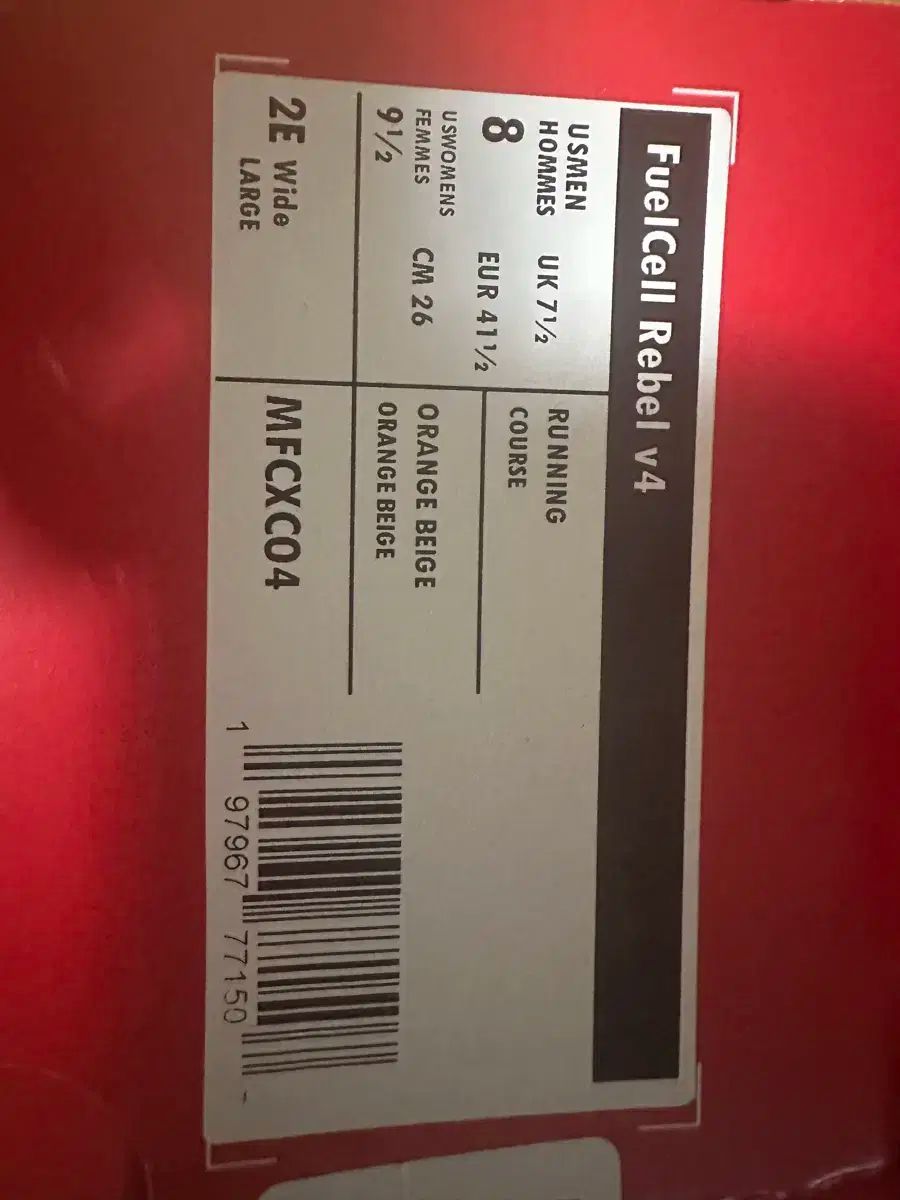 FuelCell Rebel v4
USMEN
HOMMES
8
UK 7½
EUR 41½
USWOMENS
FEMMES
9½
CM 26
RUNNING
COURSE
ORANGE BEIGE
ORANGE BEIGE
2E Wide
LARGE
MFCXCO4
1 97967 77150